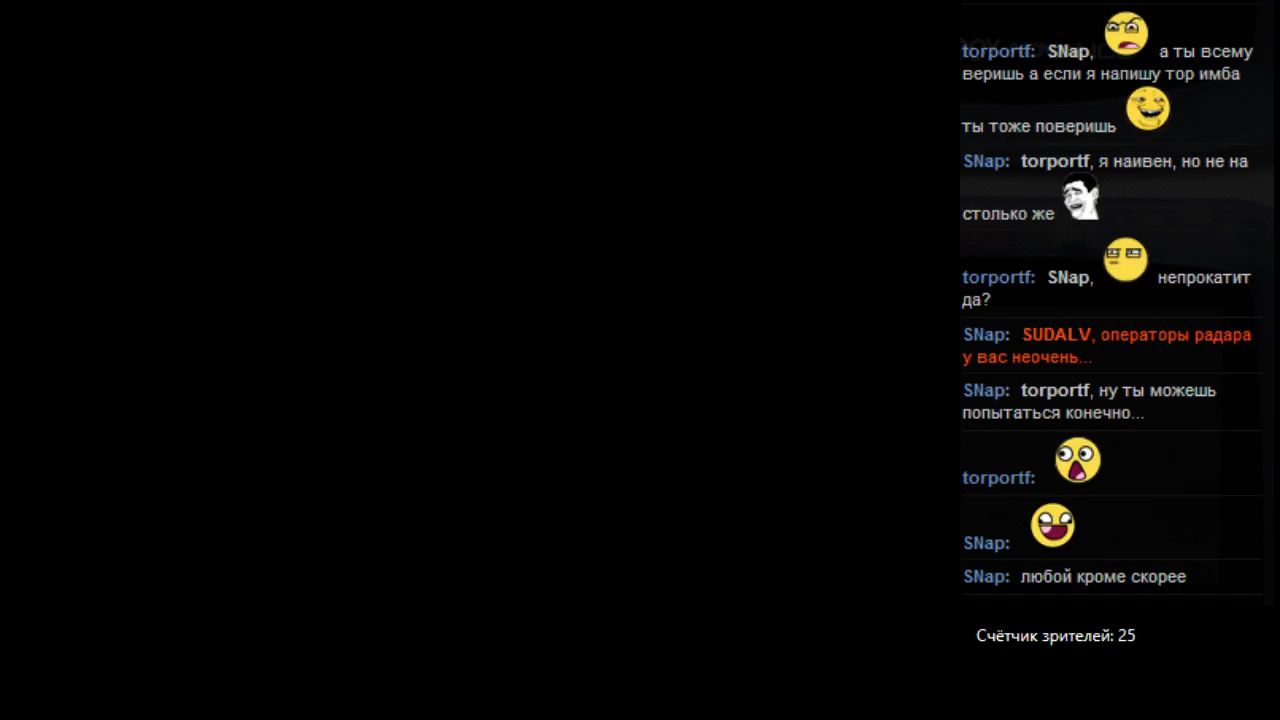 torportf: SNap, а ты всему
веришь а если я напишу тор имба
ты тоже поверишь
SNap: torportf, я наивен, но не на
столько же
torportf: SNap, непрокатит
да?
SNap: SUDALV, операторы радара
у вас неочень...
SNap: torportf, ну ты можешь
попытаться конечно...
torportf:
SNap:
SNap: любой кроме скорее
Счётчик зрителей: 25